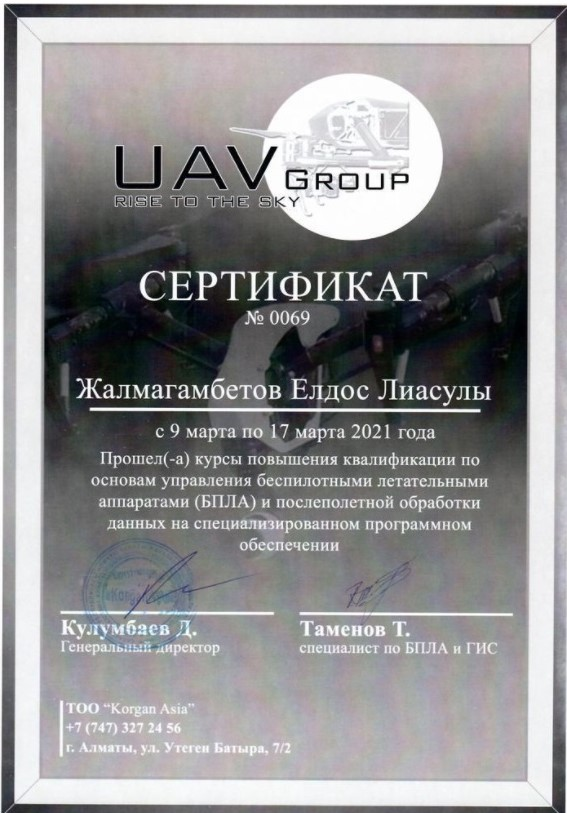 UAV GROUP
RISE TO THE SKY
СЕРТИФИКАТ
№ 0069
Жалмагамбетов Елдос Лиасулы
с 9 марта по 17 марта 2021 года
Прошел(-а) курсы повышения квалификации по
основам управления беспилотными летательными
аппаратами (БПЛА) и послеполетной обработки
данных на специализированном программном
обеспечении
Кулумбаев Д.
Генеральный директор
Таменов Т.
специалист по БПЛА и ГИС
ТОО “Korgan Asia”
+7 (747) 327 24 56
г. Алматы, ул. Утеген Батыра, 7/2